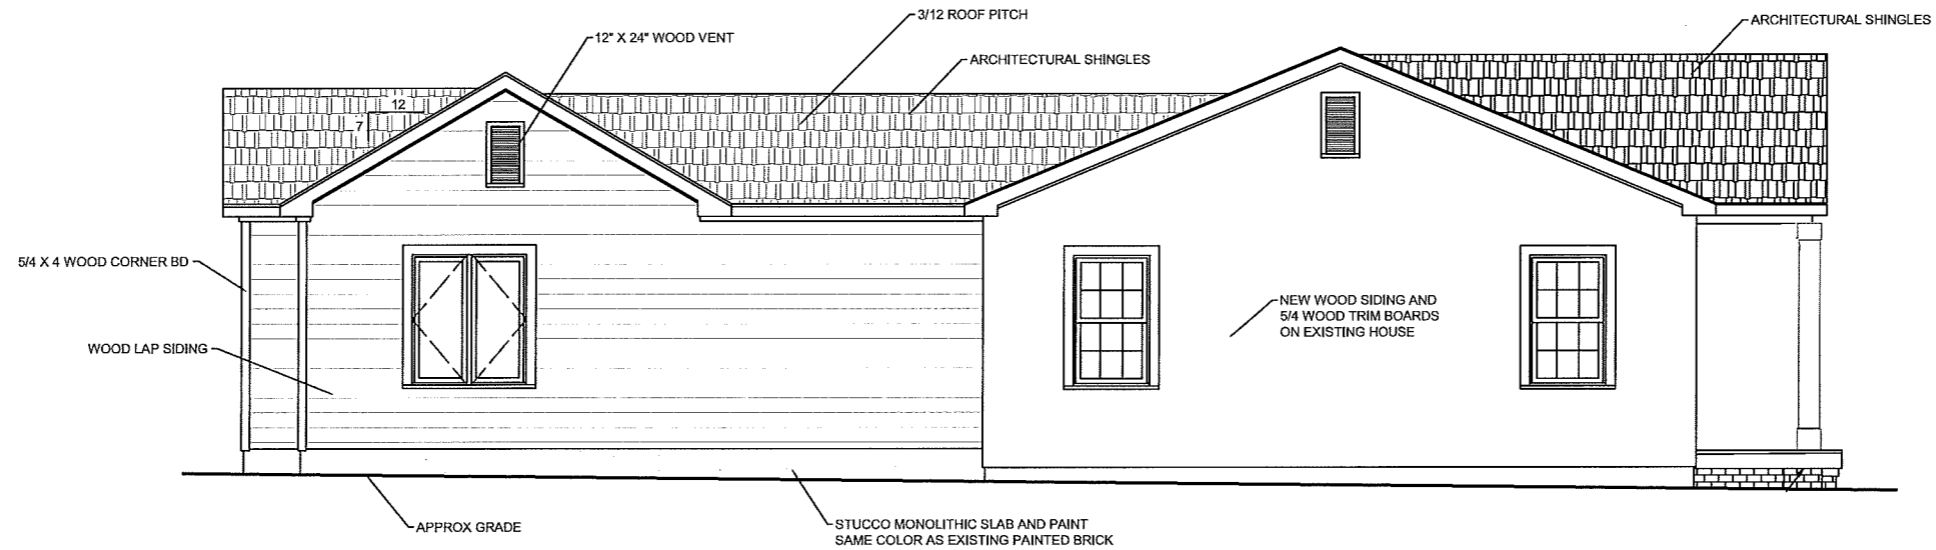 3/12 ROOF PITCH
ARCHITECTURAL SHINGLES
12" X 24" WOOD VENT
ARCHITECTURAL SHINGLES
12
7
5/4 X 4 WOOD CORNER BD
NEW WOOD SIDING AND
5/4 WOOD TRIM BOARDS
ON EXISTING HOUSE
WOOD LAP SIDING
APPROX GRADE
STUCCO MONOLITHIC SLAB AND PAINT
SAME COLOR AS EXISTING PAINTED BRICK